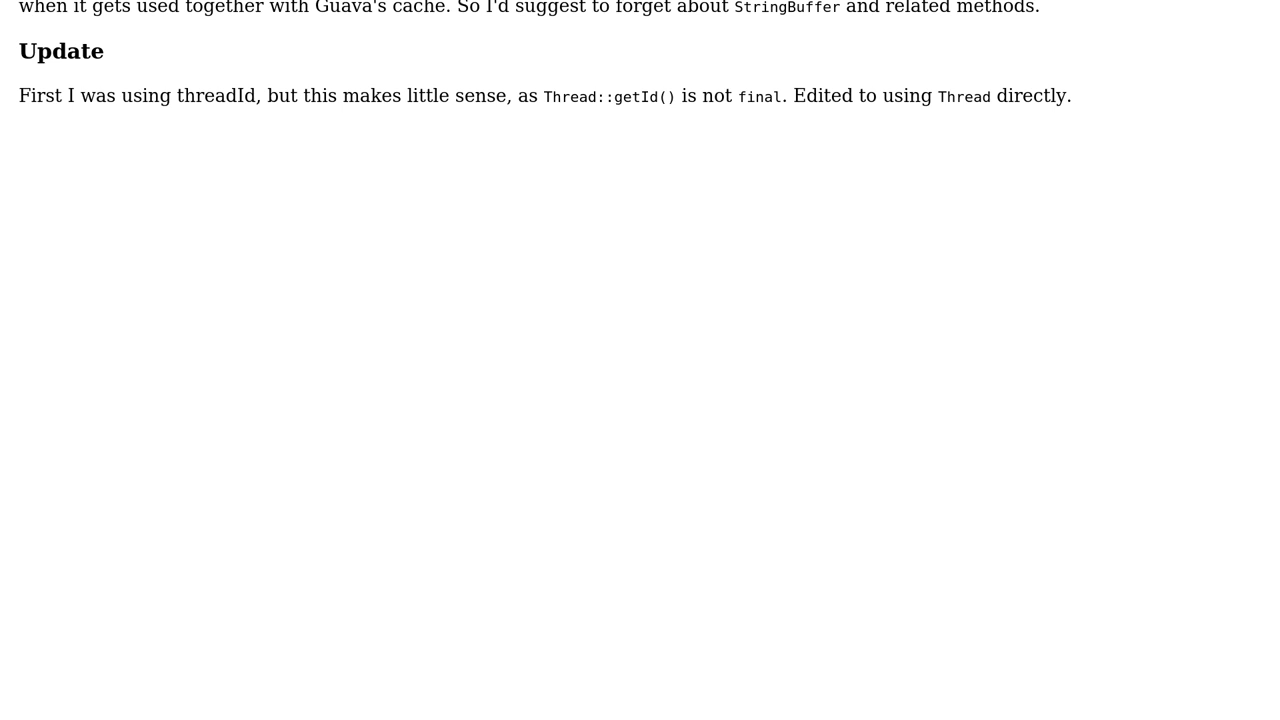 when it gets used together with Guava's cache. So I'd suggest to forget about StringBuffer and related methods.
Update
First I was using threadId, but this makes little sense, as Thread::getId() is not final. Edited to using Thread directly.